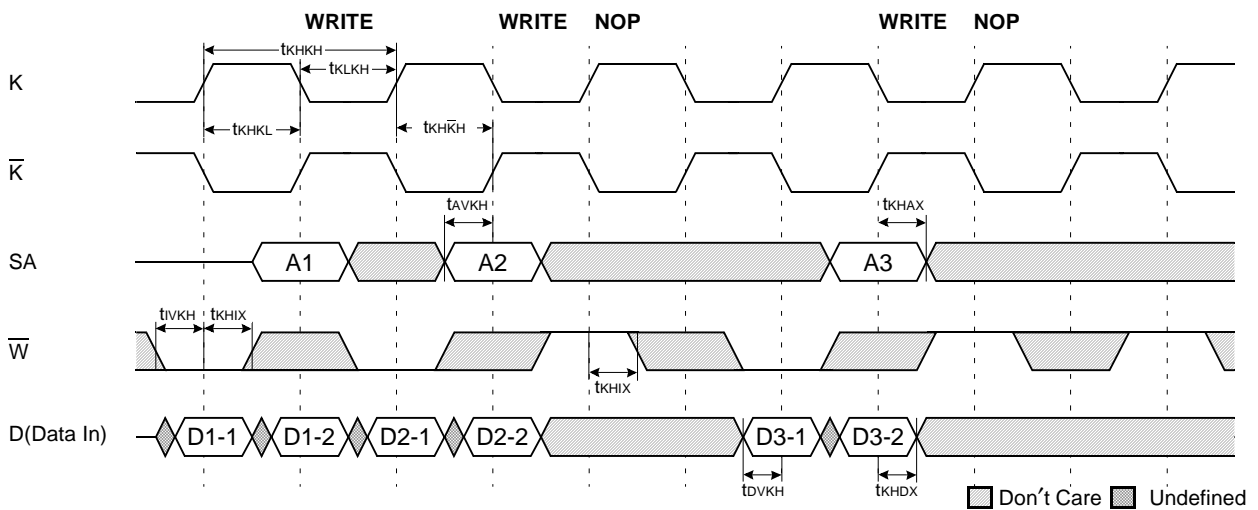 WRITE WRITE NOP WRITE NOP
tKHKH
tKLKH
K
tKHKL tKHK̅H
K̅
tAVKH tKHAX
SA A1 A2 A3
tIVKH tKHIX
W̅
tKHIX
D(Data In) D1-1 D1-2 D2-1 D2-2 D3-1 D3-2
tDVKH tKHDX
Don′t Care Undefined